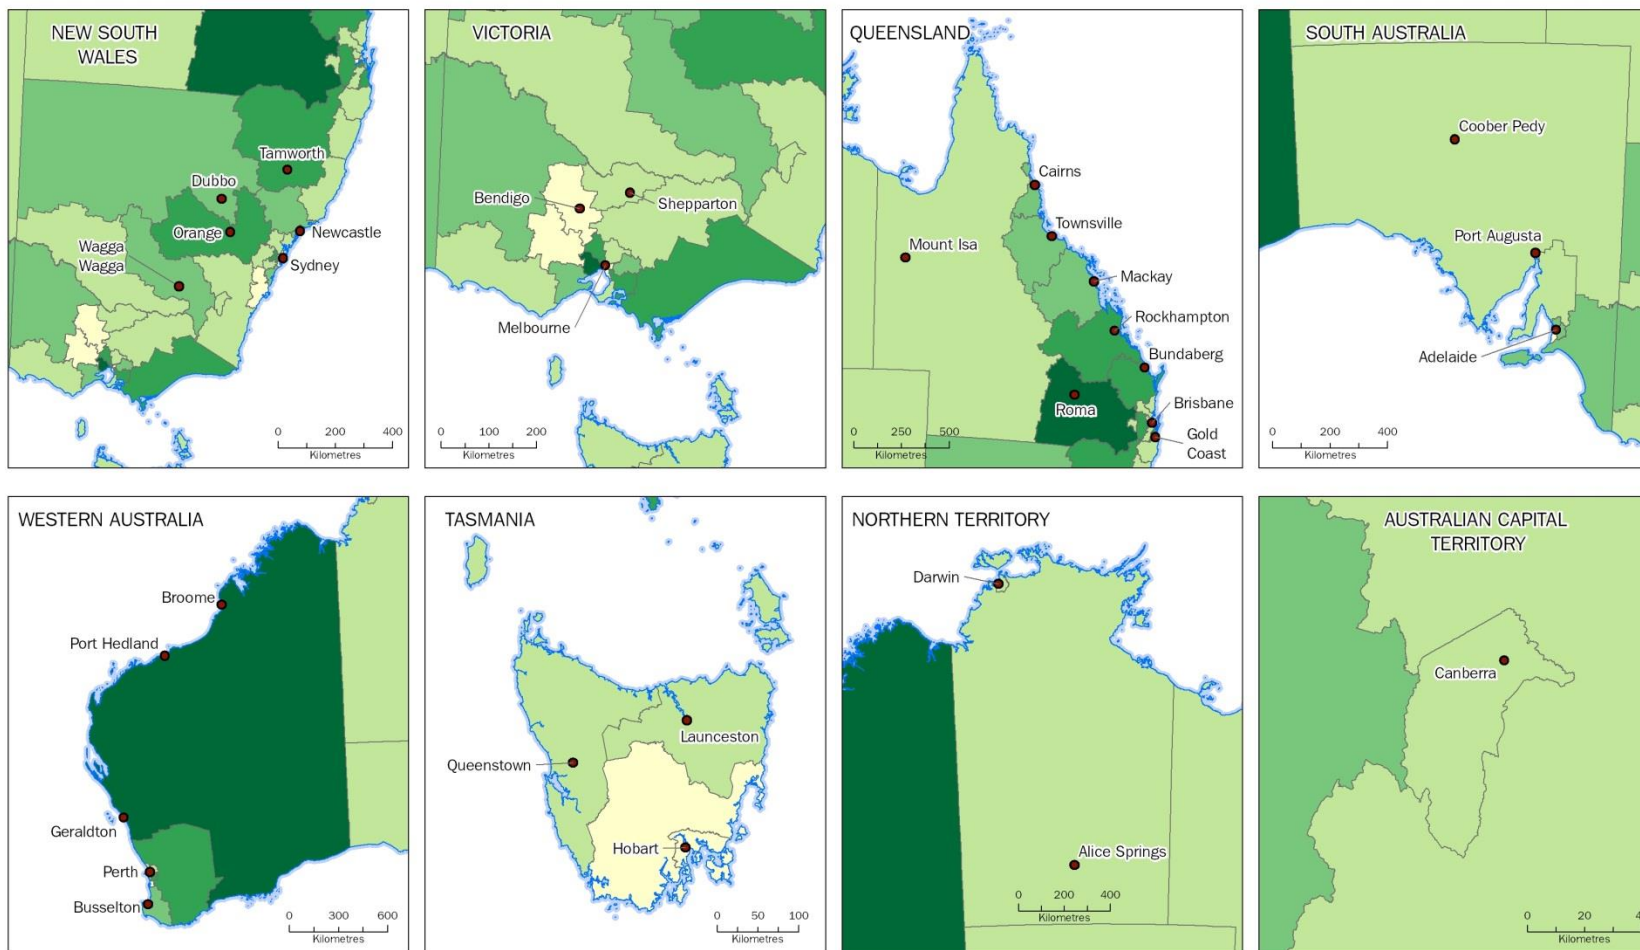 NEW SOUTH
WALES
Tamworth
Dubbo
Orange
Newcastle
Wagga
Wagga
Sydney
0 200 400
Kilometres
VICTORIA
Bendigo
Shepparton
Melbourne
0 100 200
Kilometres
QUEENSLAND
Cairns
Townsville
Mount Isa
Mackay
Rockhampton
Bundaberg
Roma
Brisbane
Gold
Coast
0 250 500
Kilometres
SOUTH AUSTRALIA
Coober Pedy
Port Augusta
Adelaide
0 200 400
Kilometres
WESTERN AUSTRALIA
Broome
Port Hedland
Geraldton
Perth
Busselton
0 300 600
Kilometres
TASMANIA
Launceston
Queenstown
Hobart
0 50 100
Kilometres
NORTHERN TERRITORY
Darwin
Alice Springs
0 200 400
Kilometres
AUSTRALIAN CAPITAL
TERRITORY
Canberra
0 20
Kilometres